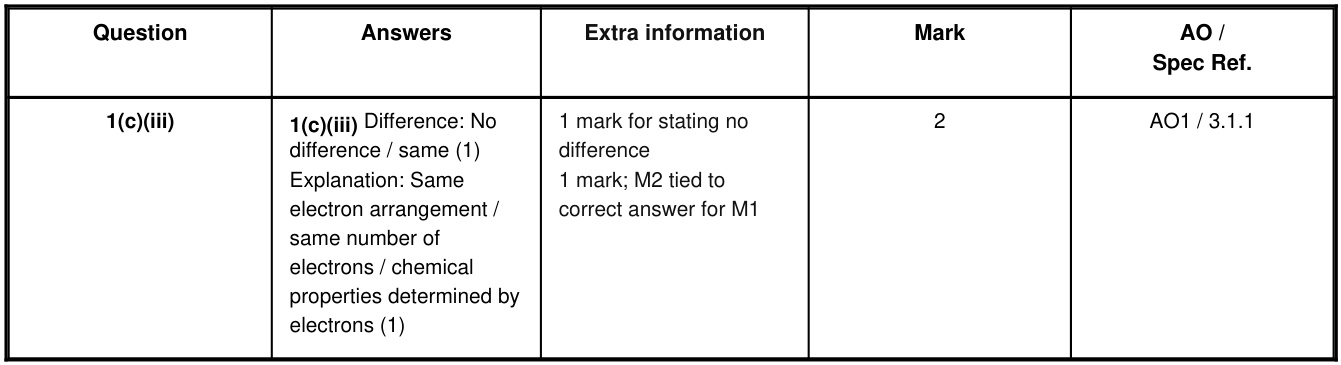 Question
Answers
Extra information
Mark
AO /
Spec Ref.
1(c)(iii)
1(c)(iii) Difference: No
difference / same (1)
Explanation: Same
electron arrangement /
same number of
electrons / chemical
properties determined by
electrons (1)
1 mark for stating no
difference
1 mark; M2 tied to
correct answer for M1
2
AO1 / 3.1.1